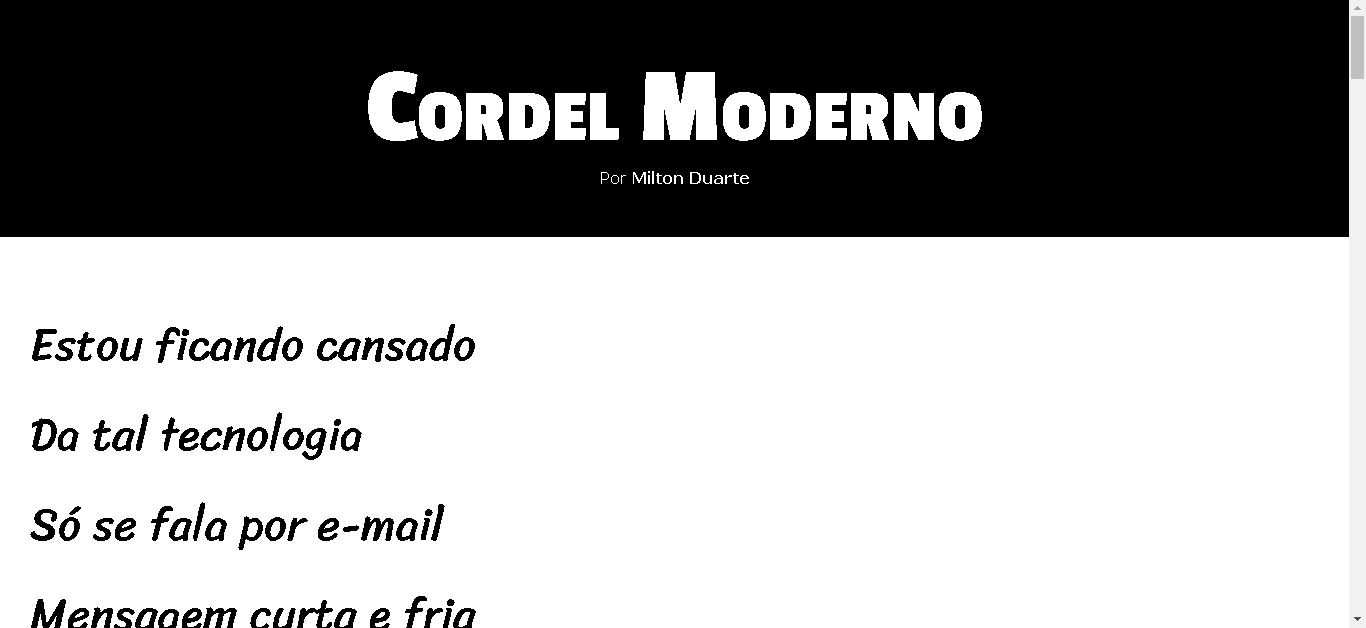 Cordel Moderno
Por Milton Duarte
Estou ficando cansado
Da tal tecnologia
Só se fala por e-mail
Mensagem curta e fria